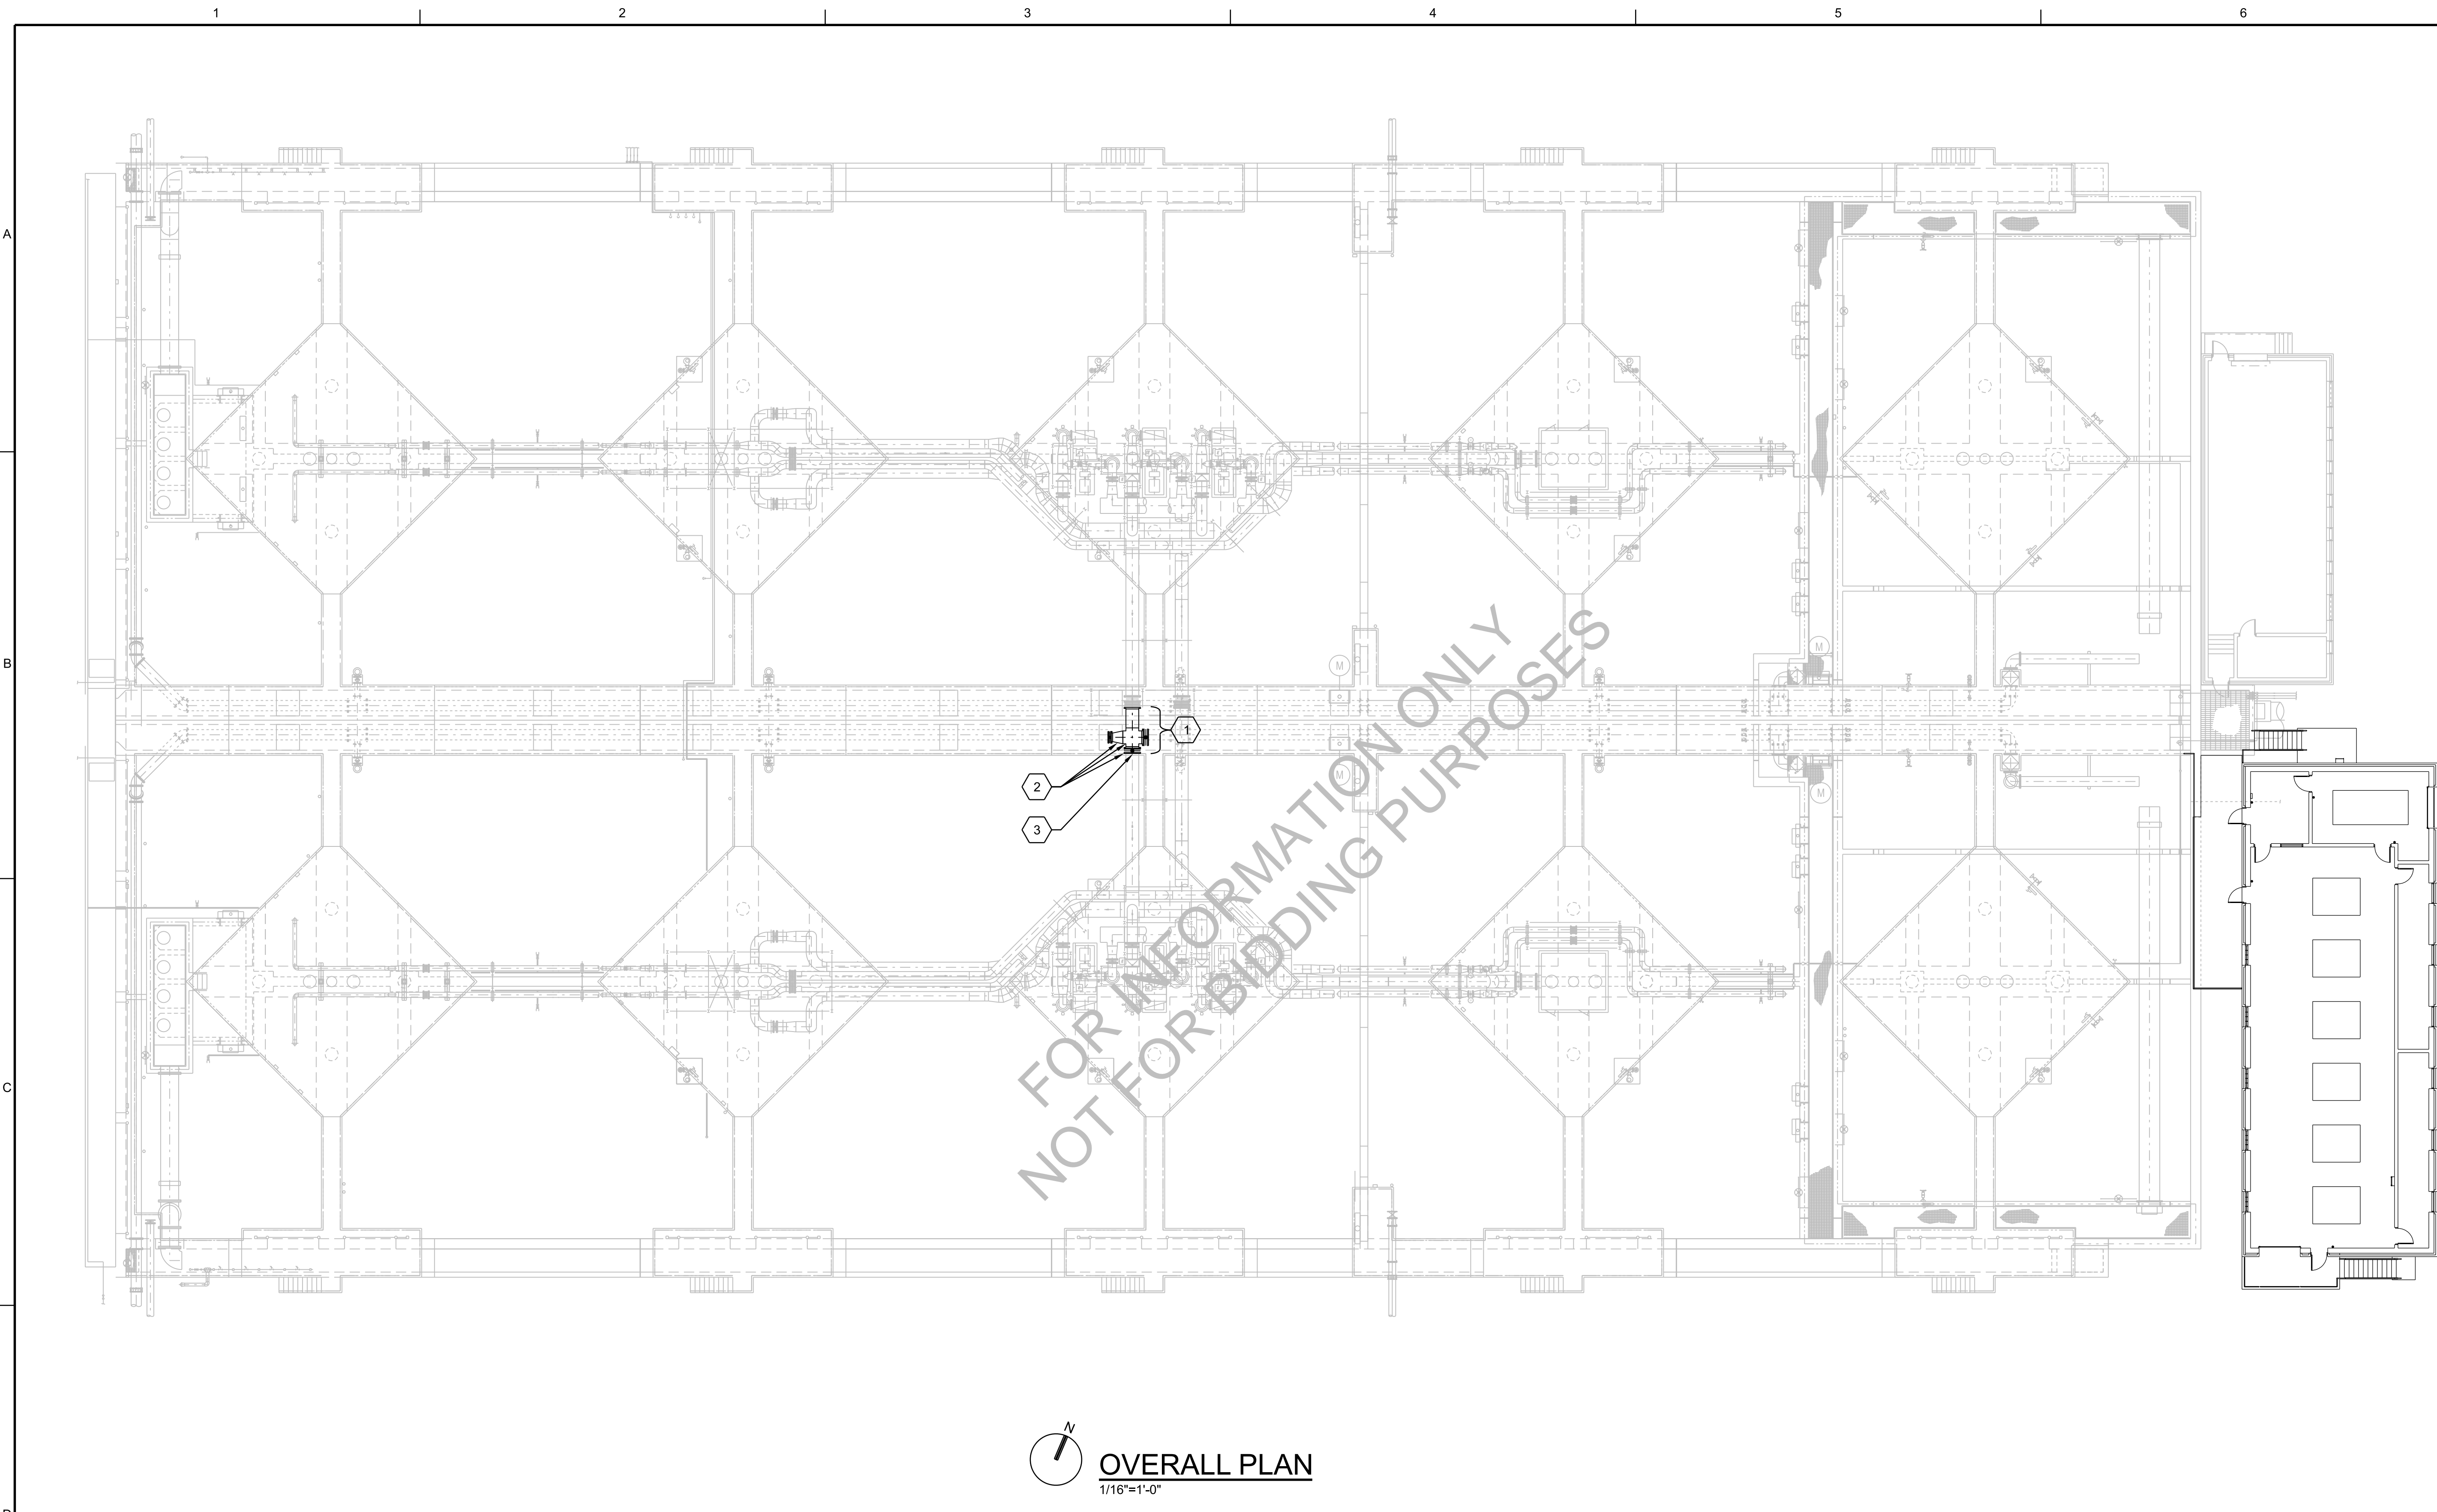 1 2 3 4 5 6
A
B
C
M
M
M
M
1
2
3
FOR INFORMATION ONLY
NOT FOR BIDDING PURPOSES
N
OVERALL PLAN
1/16"=1'-0"